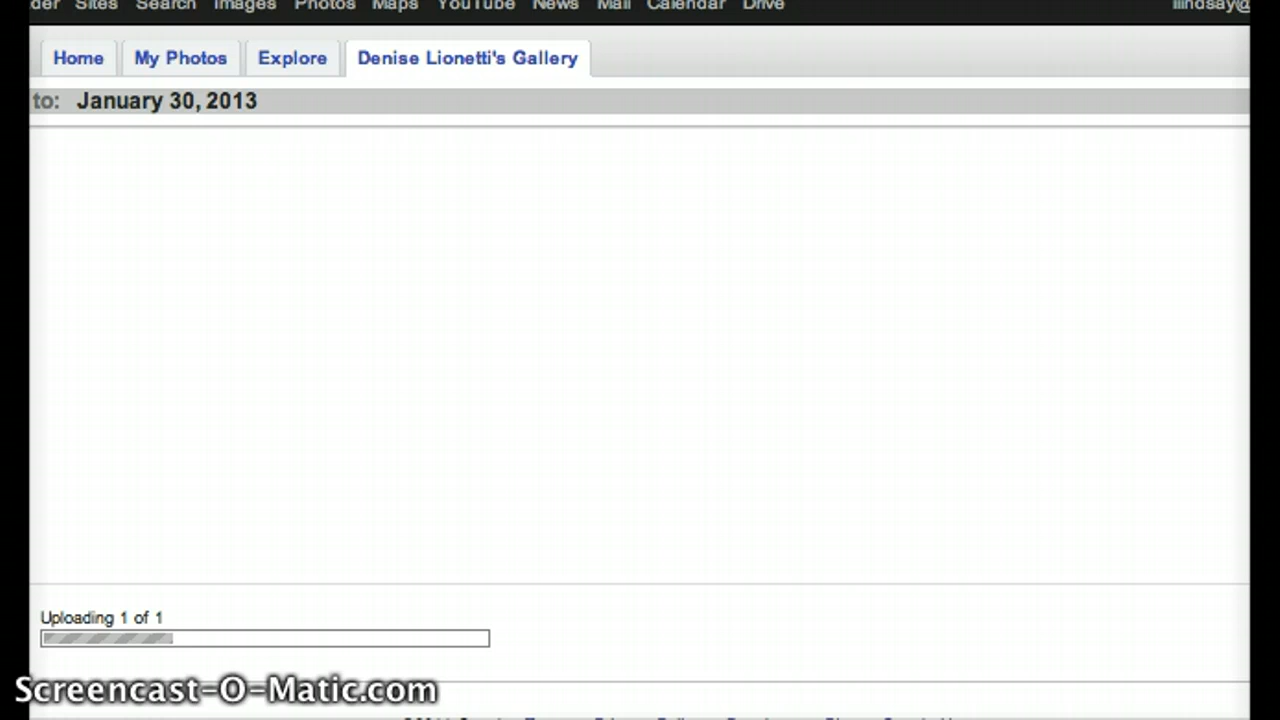 der Sites Search Images Photos Maps YouTube News Mail Calendar Drive
Home My Photos Explore Denise Lionetti's Gallery
to: January 30, 2013
Uploading 1 of 1
Screencast-O-Matic.com